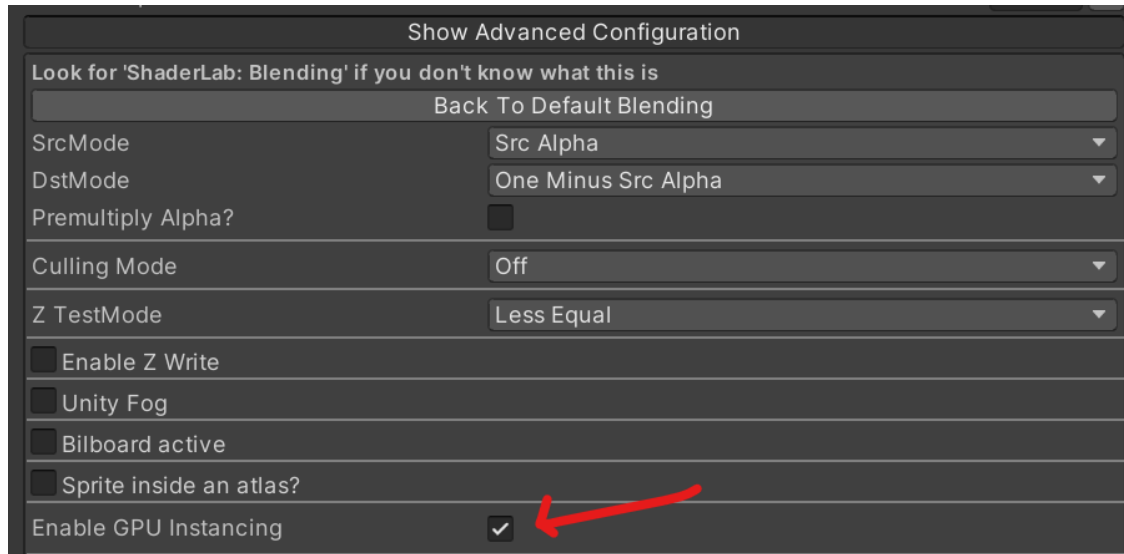 Show Advanced Configuration
Look for 'ShaderLab: Blending' if you don't know what this is
Back To Default Blending
SrcMode Src Alpha
DstMode One Minus Src Alpha
Premultiply Alpha?
Culling Mode Off
Z TestMode Less Equal
Enable Z Write
Unity Fog
Bilboard active
Sprite inside an atlas?
Enable GPU Instancing